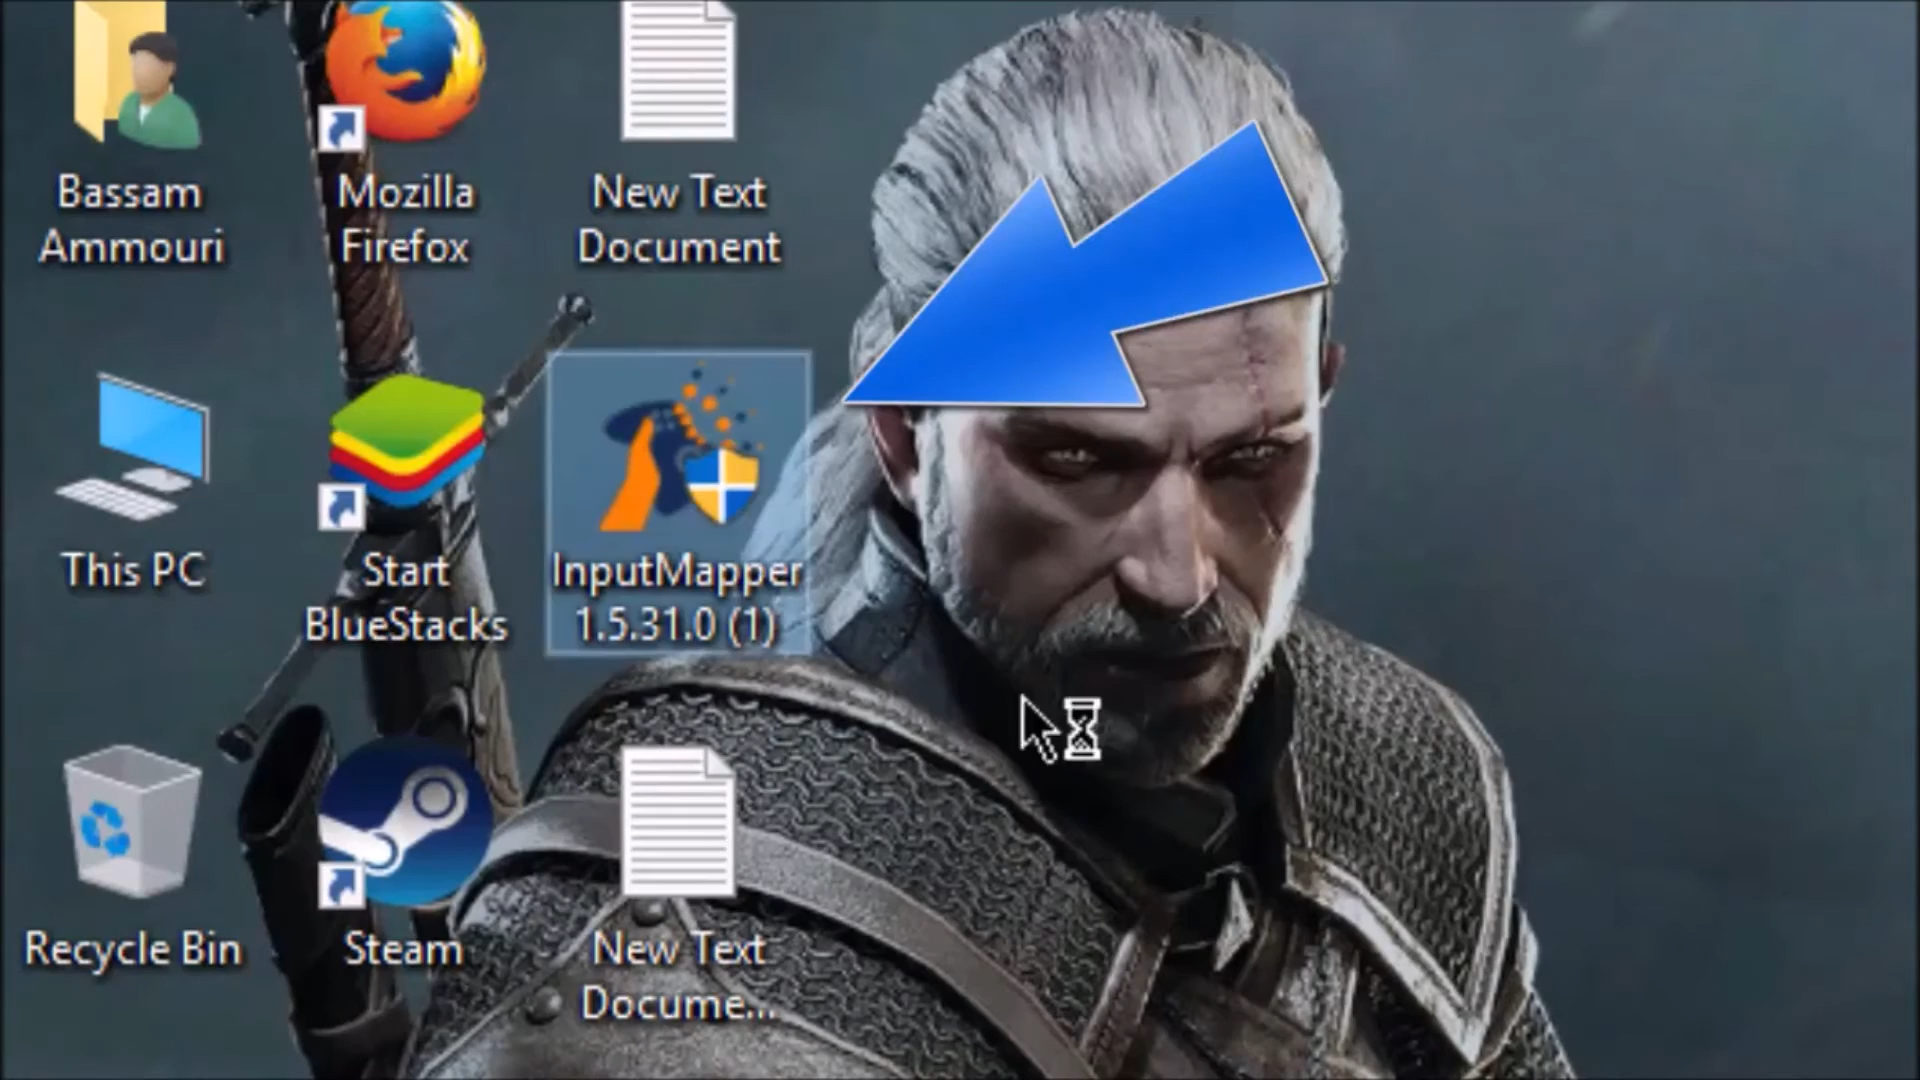 Bassam
Ammouri
Mozilla
Firefox
New Text
Document
This PC
Start
BlueStacks
InputMapper
1.5.31.0 (1)
Recycle Bin
Steam
New Text
Docume...